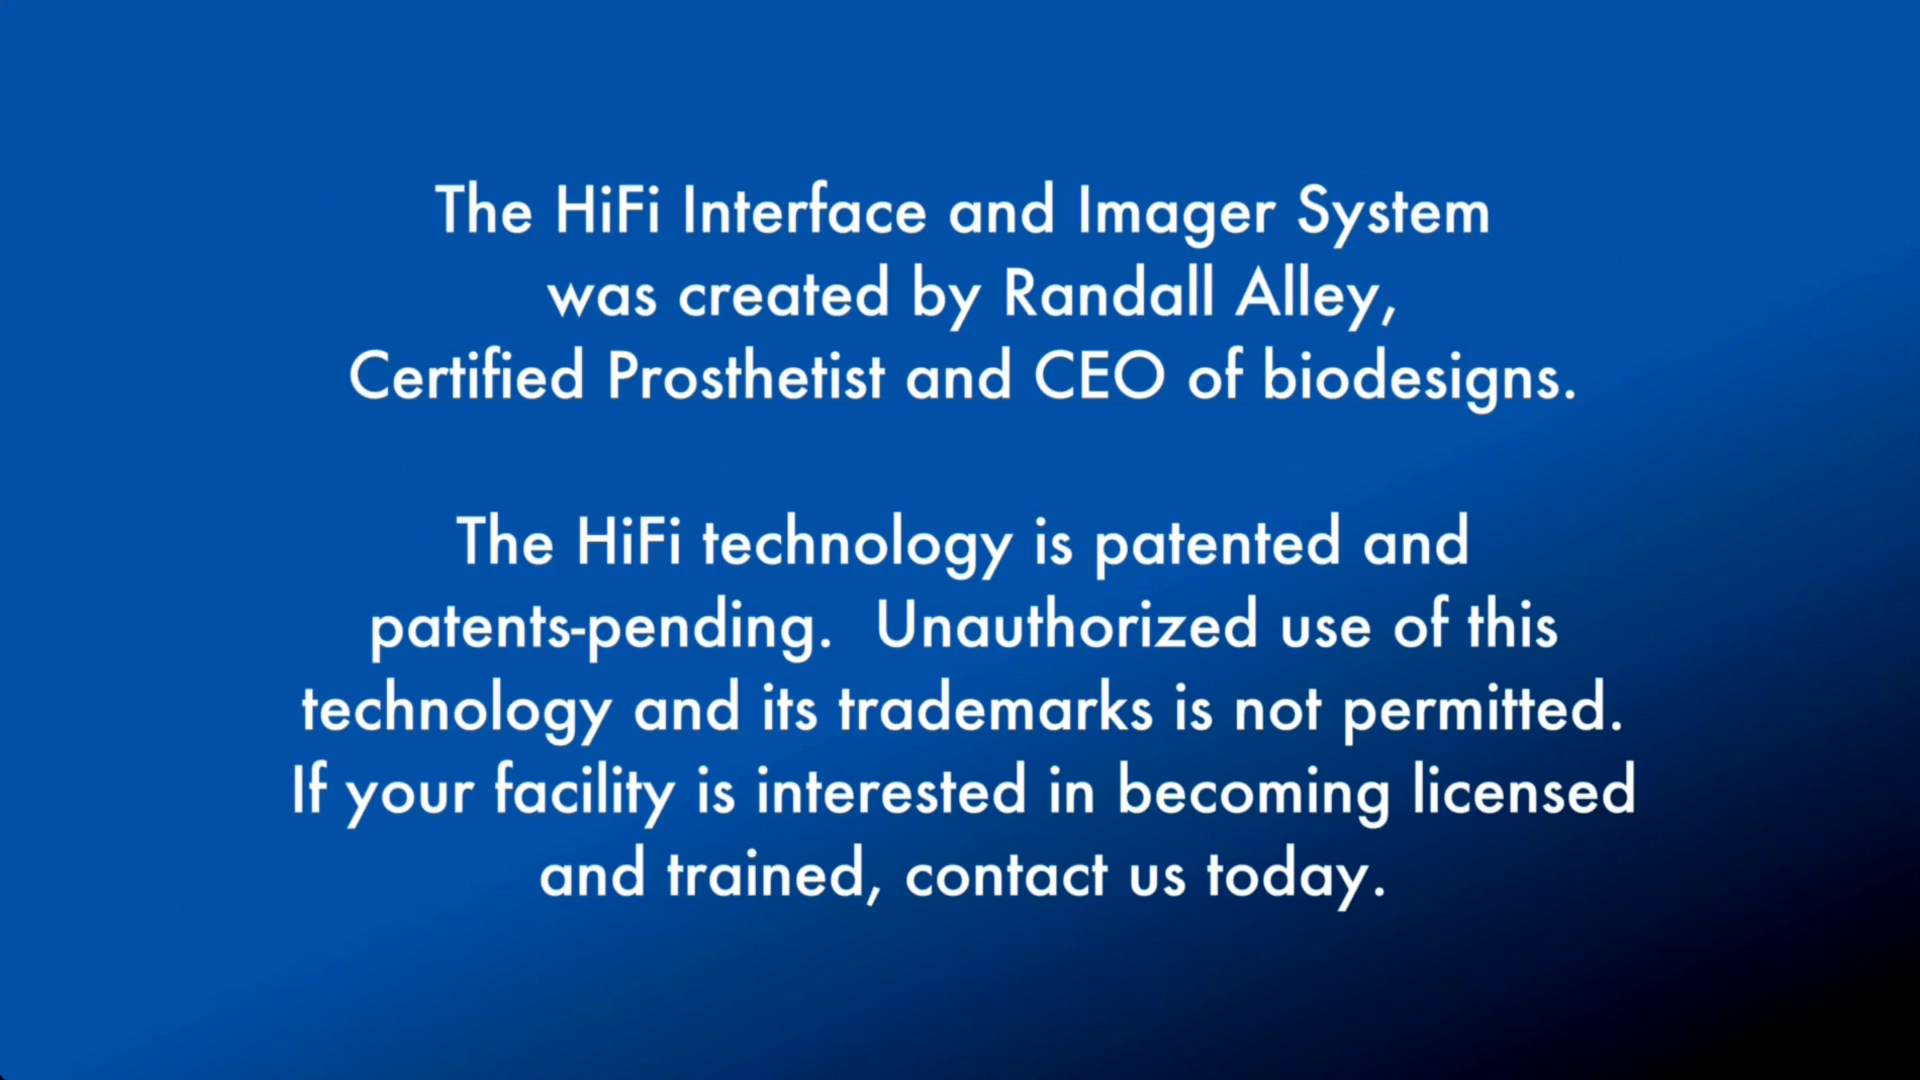 The HiFi Interface and Imager System
was created by Randall Alley,
Certified Prosthetist and CEO of biodesigns.
The HiFi technology is patented and
patents-pending.  Unauthorized use of this
technology and its trademarks is not permitted.
If your facility is interested in becoming licensed
and trained, contact us today.